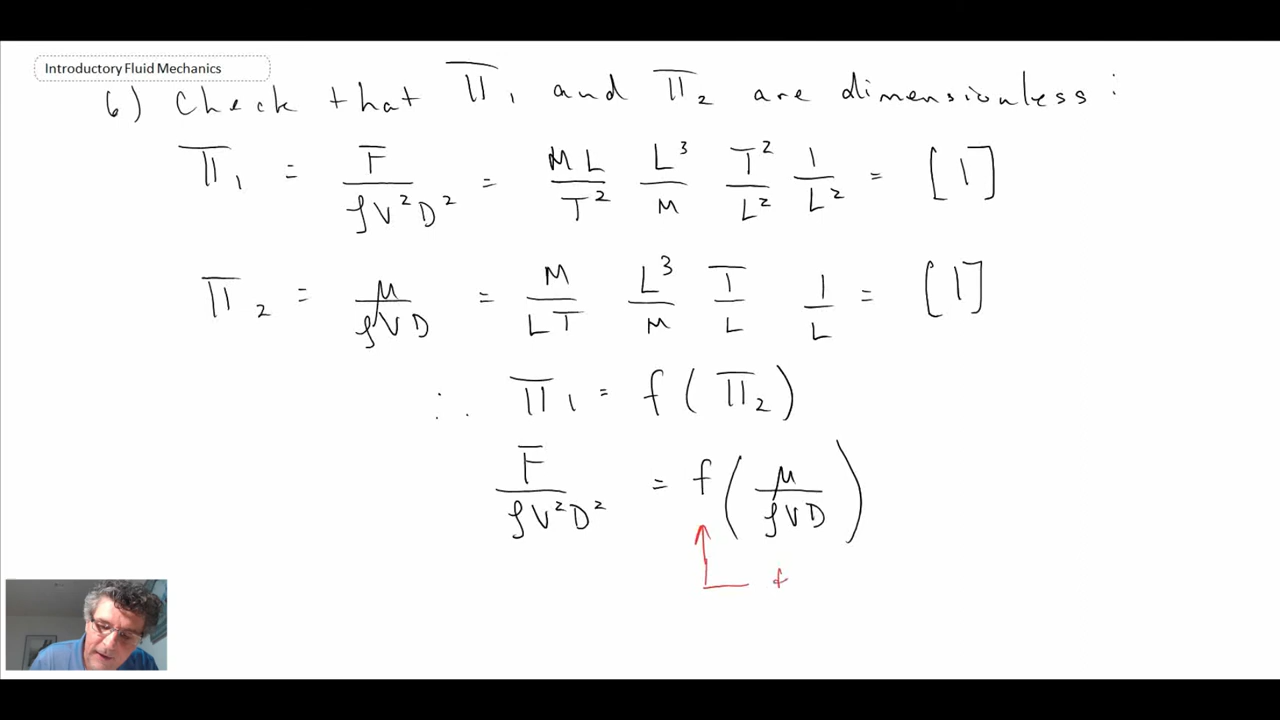 Introductory Fluid Mechanics
6) Check that Π₁ and Π₂ are dimensionless :
Π₁ = F / ρV²D² = ML/T² L³/M T²/L² 1/L² = [1]
Π₂ = μ / ρVD = M/LT L³/M T/L 1/L = [1]
∴ Π₁ = f ( Π₂ )
F / ρV²D² = f ( μ / ρVD )